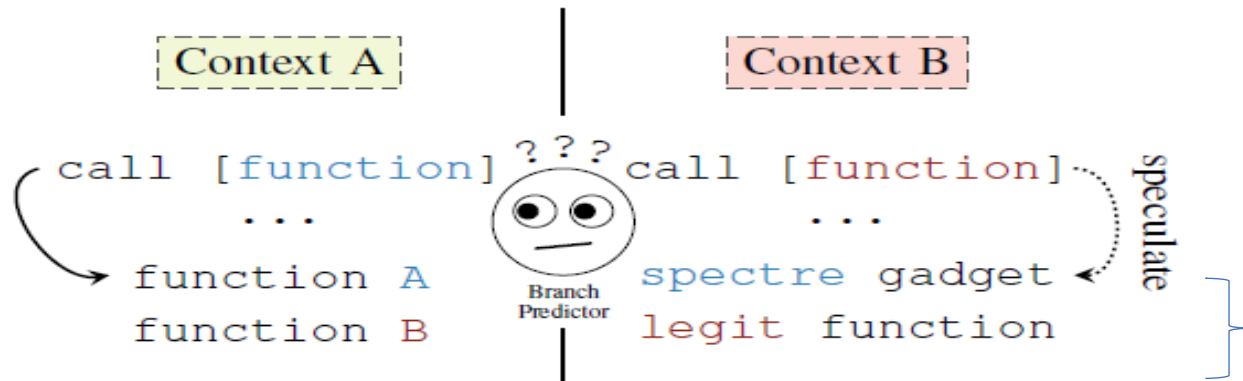 Context A
Context B
call [function]
???
call [function]
speculate
...
...
function A
Branch
Predictor
spectre gadget
function B
legit function